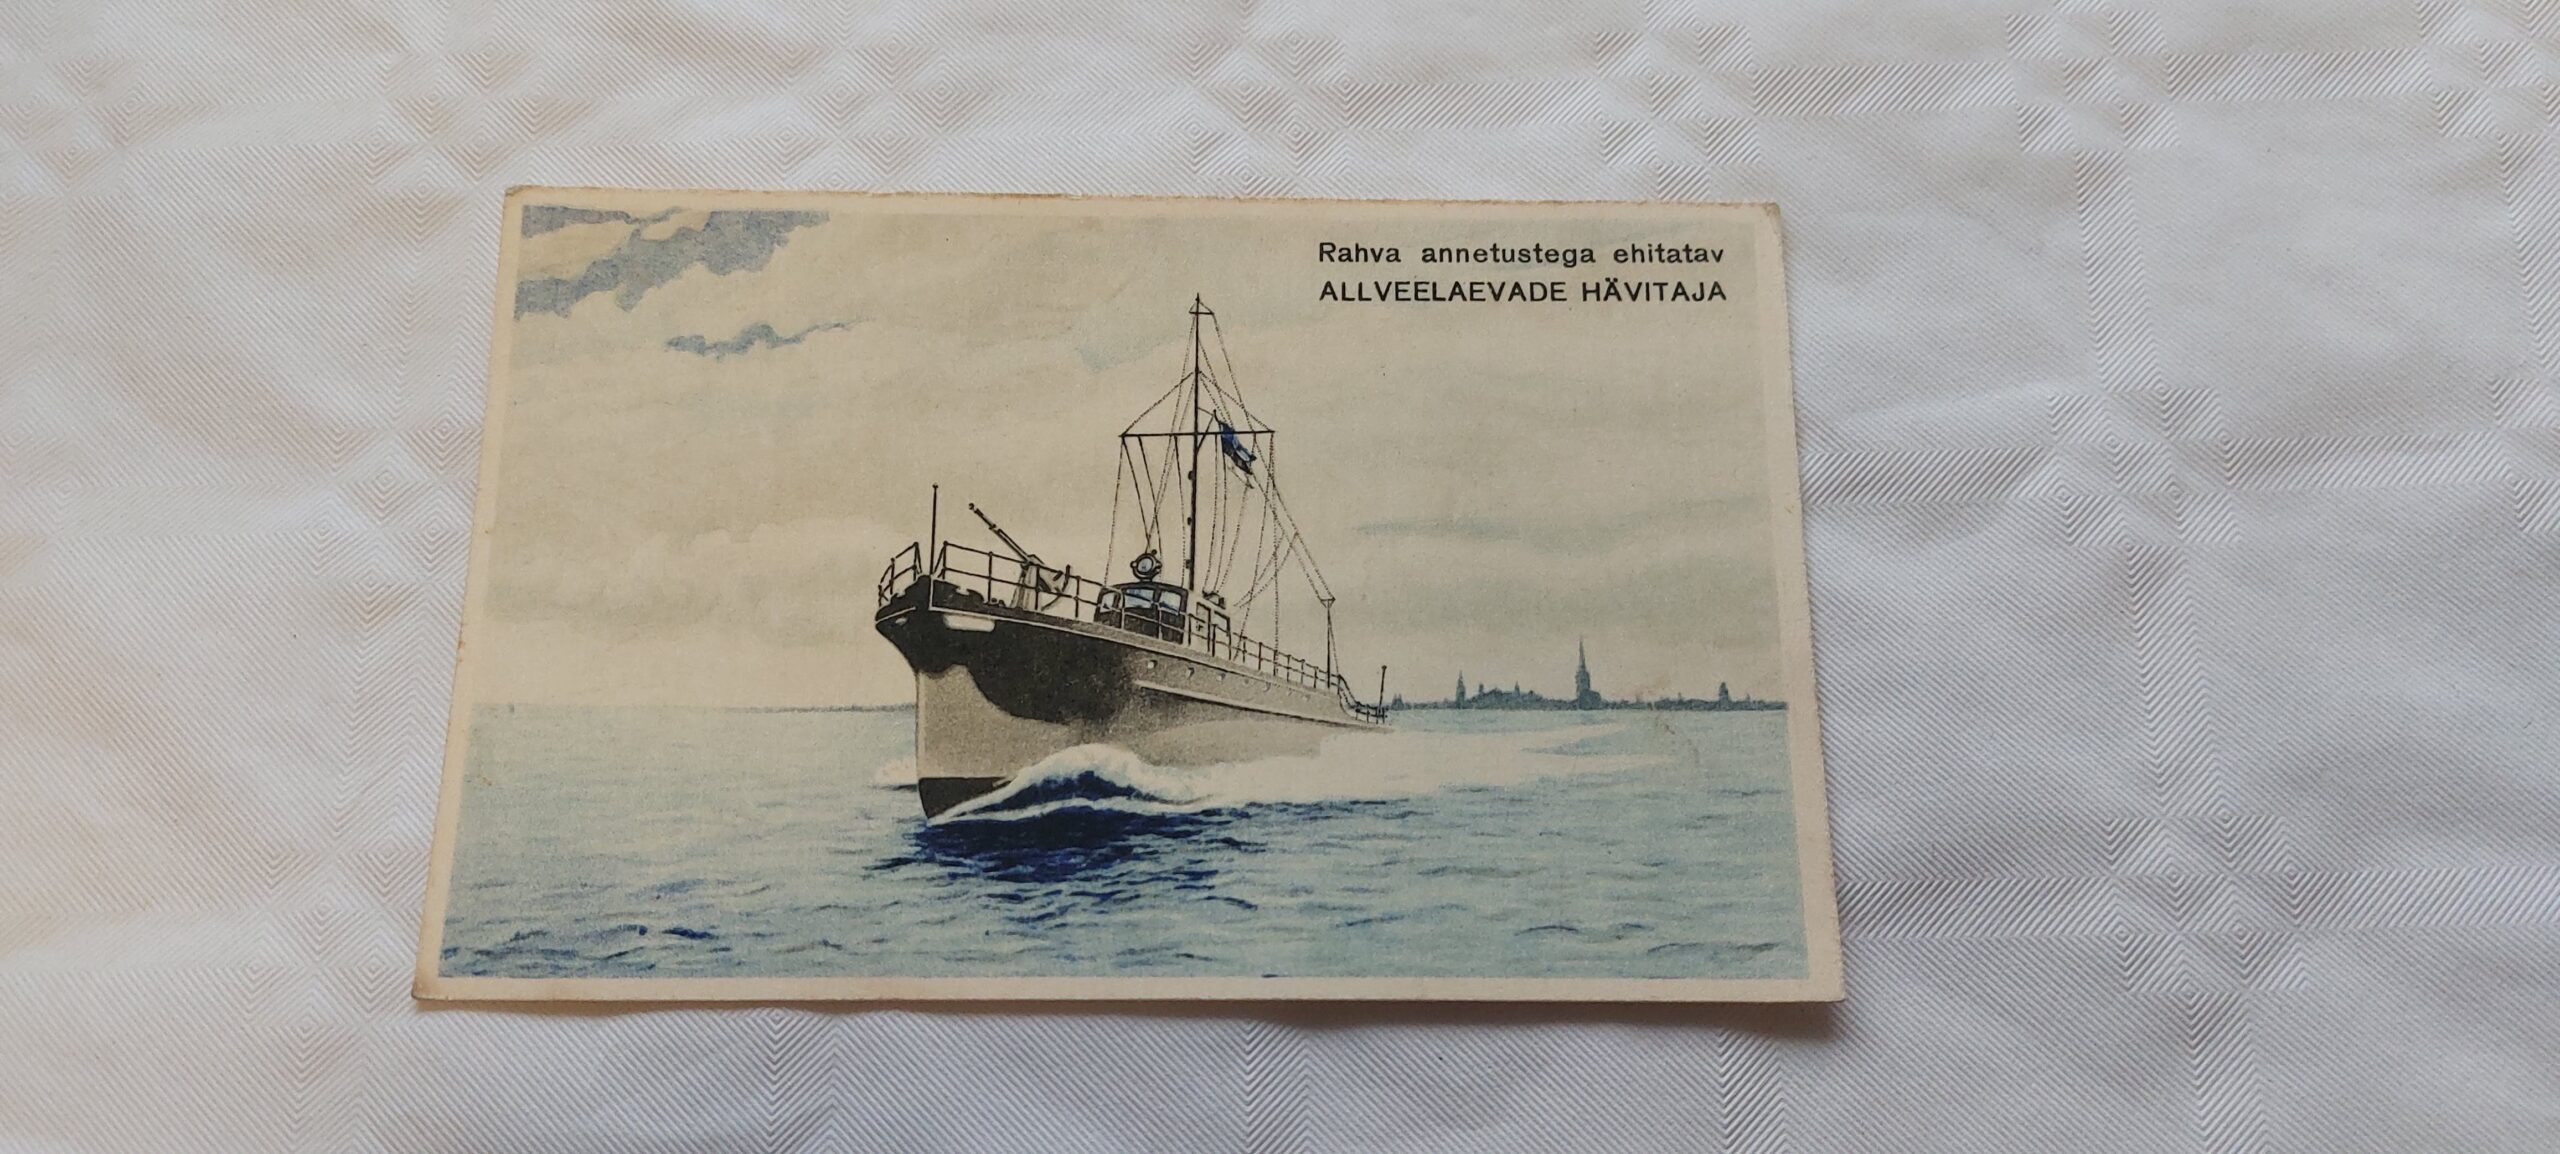 Rahva annetustega ehitatav
ALLVEELAEVADE HÄVITAJA